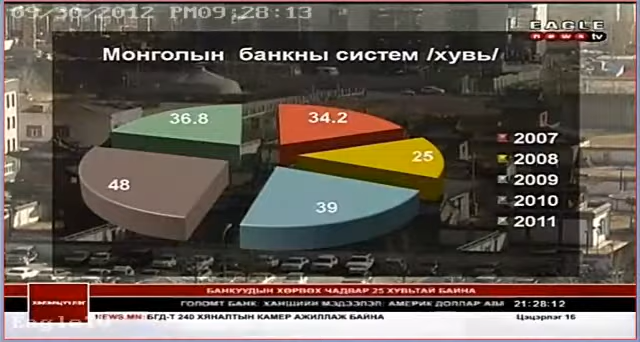 09/30/2012 PM09:28:13
EAGLE
news tv
Монголын банкны систем /хувь/
36.8
34.2
25
48
39
2007
2008
2009
2010
2011
БАНКУУДЫН ХӨРВӨХ ЧАДВАР 25 ХУВЬТАЙ БАЙНА
ГОЛОМТ БАНК: ХАНШИЙН МЭДЭЭЛЭЛ: АМЕРИК ДОЛЛАР АВА
21:28:12
EagleTV
NEWS.MN: БГД-Т 240 ХЯНАЛТЫН КАМЕР АЖИЛЛАЖ БАЙНА
Цэцэрлэг 16